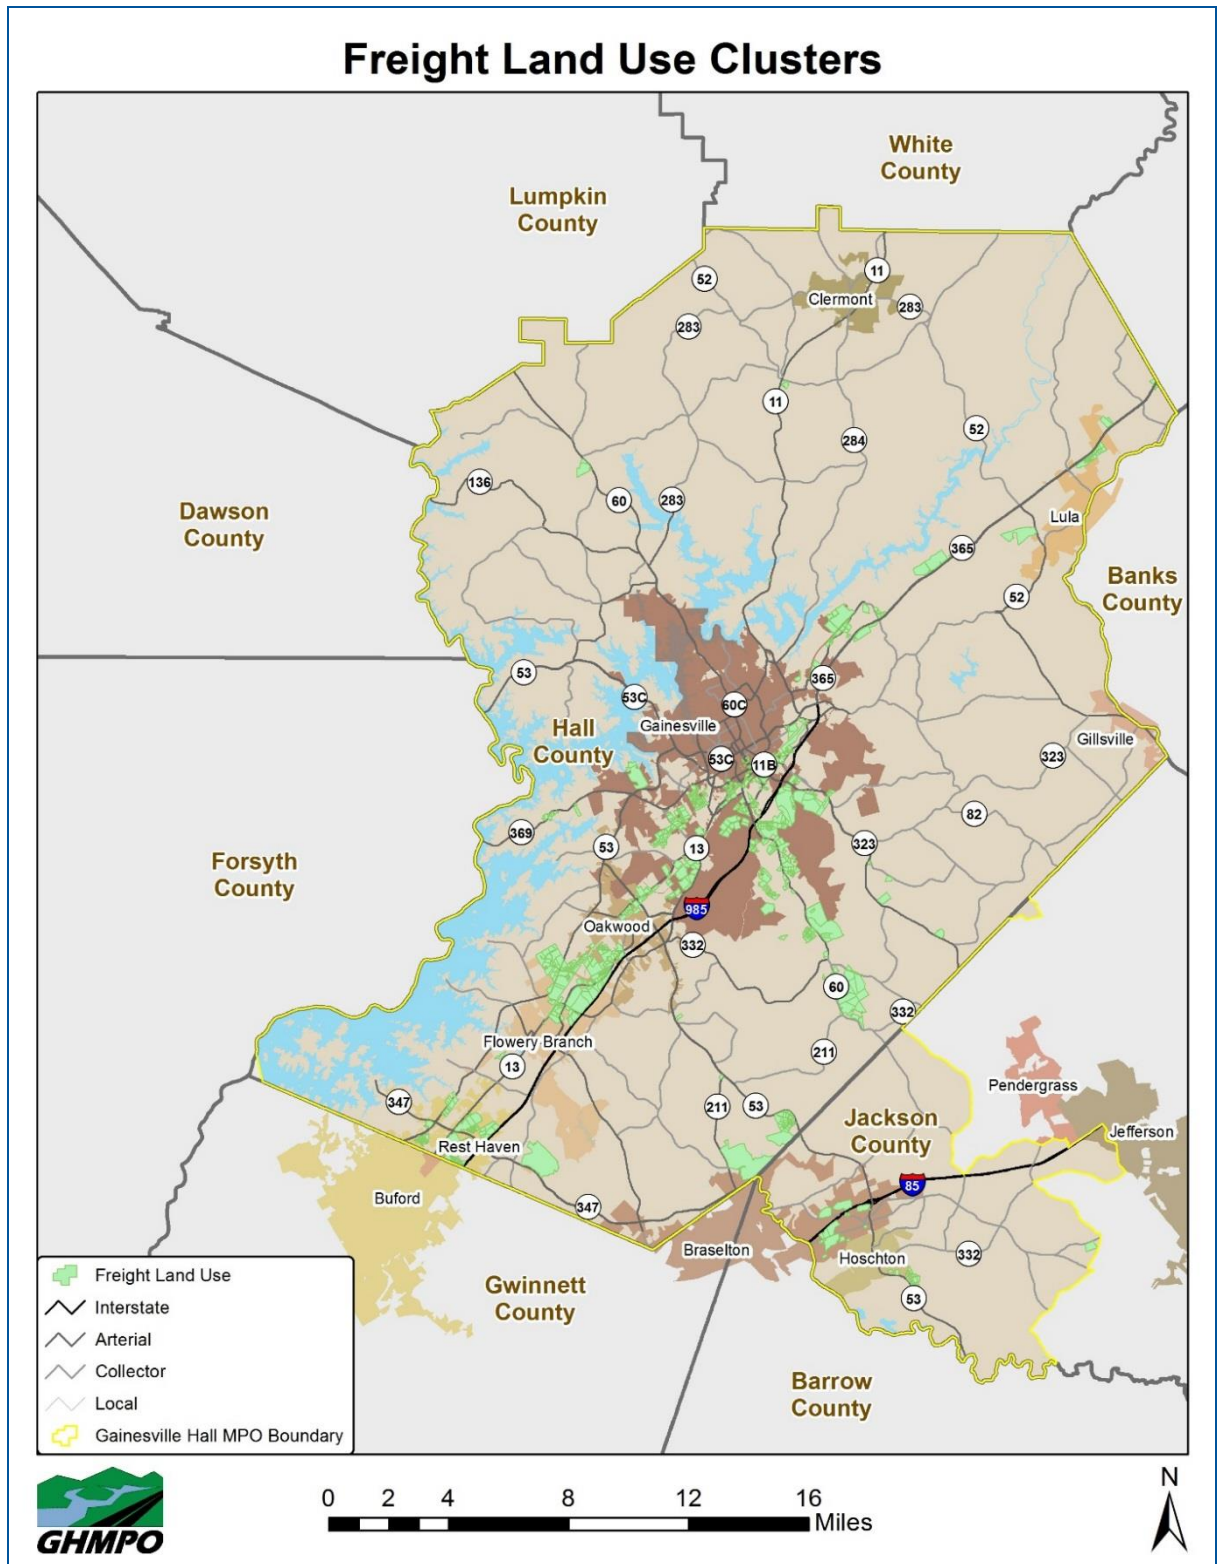 Freight Land Use Clusters
White
County
Lumpkin
County
52
11
Clermont
283
283
11
52
284
136
60
283
Dawson
County
Lula
365
Banks
County
52
53
365
53C
60C
Gainesville
Hall
County
Gillsville
323
53C
11B
82
369
53
13
323
Forsyth
County
985
Oakwood
332
60
332
Flowery Branch
211
13
Pendergrass
347
211
53
Jackson
County
Jefferson
Rest Haven
85
Buford
347
Braselton
Hoschton
332
Gwinnett
County
53
Barrow
County
Freight Land Use
Interstate
Arterial
Collector
Local
Gainesville Hall MPO Boundary
GHMPO
0 2 4 8 12 16
Miles
N